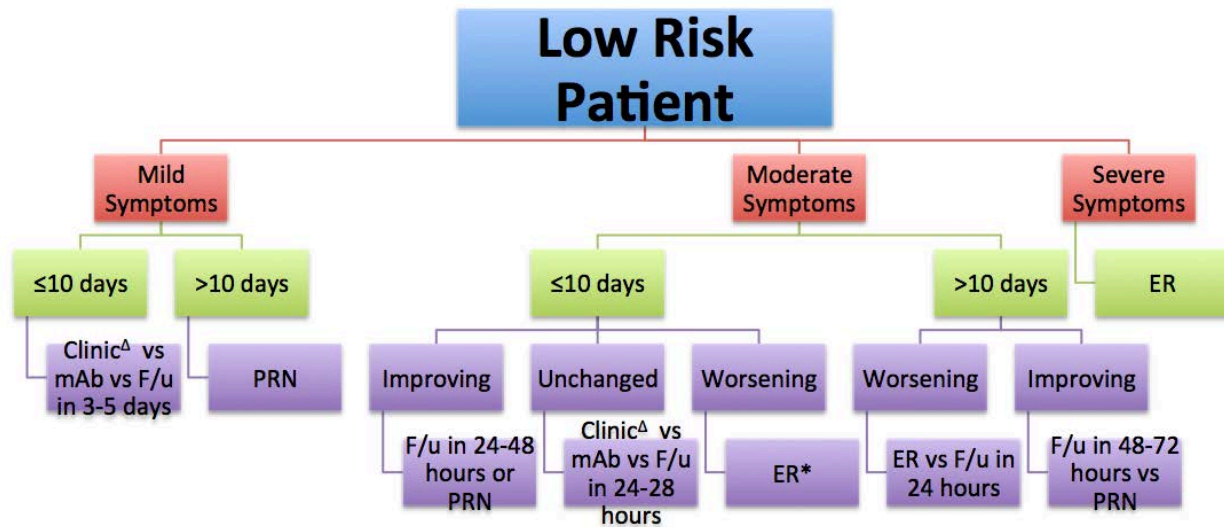 Low Risk
Patient
Mild
Symptoms
Moderate
Symptoms
Severe
Symptoms
≤10 days
>10 days
≤10 days
>10 days
ER
Clinicᐃ vs
mAb vs F/u
in 3-5 days
PRN
Improving
Unchanged
Worsening
Worsening
Improving
F/u in 24-48
hours or
PRN
Clinicᐃ vs
mAb vs F/u
in 24-28
hours
ER*
ER vs F/u in
24 hours
F/u in 48-72
hours vs
PRN